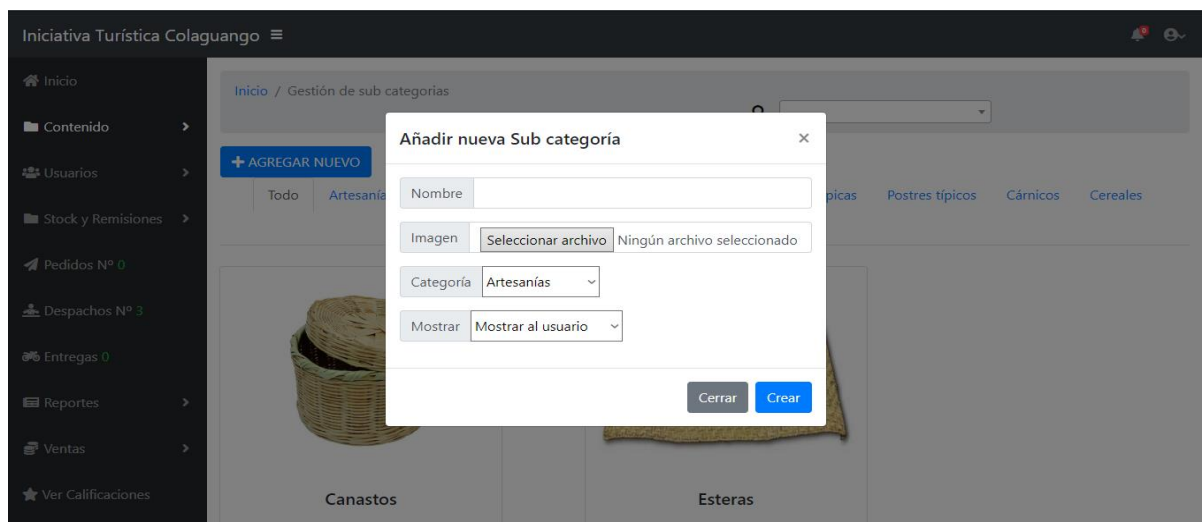 Iniciativa Turística Colaguango
Inicio
Contenido
Usuarios
Stock y Remisiones
Pedidos Nº 0
Despachos Nº 3
Entregas 0
Reportes
Ventas
Ver Calificaciones
Inicio / Gestión de sub categorias
+ AGREGAR NUEVO
Todo Artesanía picas Postres típicos Cárnicos Cereales
Añadir nueva Sub categoría ×
Nombre
Imagen Seleccionar archivo Ningún archivo seleccionado
Categoría Artesanías
Mostrar Mostrar al usuario
Cerrar Crear
Canastos Esteras